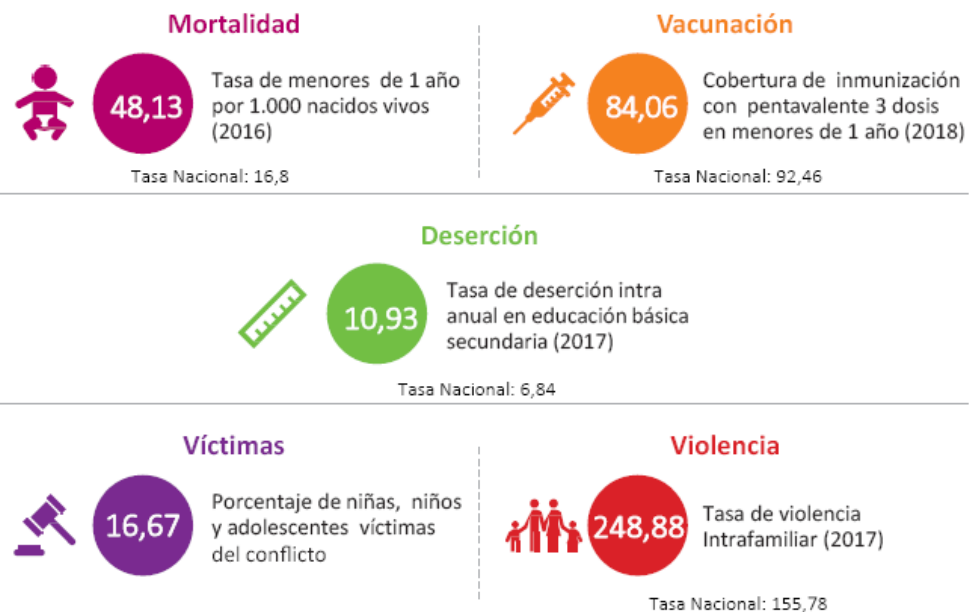 Mortalidad
48,13
Tasa de menores de 1 año
por 1.000 nacidos vivos
(2016)
Tasa Nacional: 16,8
Vacunación
84,06
Cobertura de inmunización
con pentavalente 3 dosis
en menores de 1 año (2018)
Tasa Nacional: 92,46
Deserción
10,93
Tasa de deserción intra
anual en educación básica
secundaria (2017)
Tasa Nacional: 6,84
Víctimas
16,67
Porcentaje de niñas, niños
y adolescentes víctimas
del conflicto
Violencia
248,88
Tasa de violencia
Intrafamiliar (2017)
Tasa Nacional: 155,78